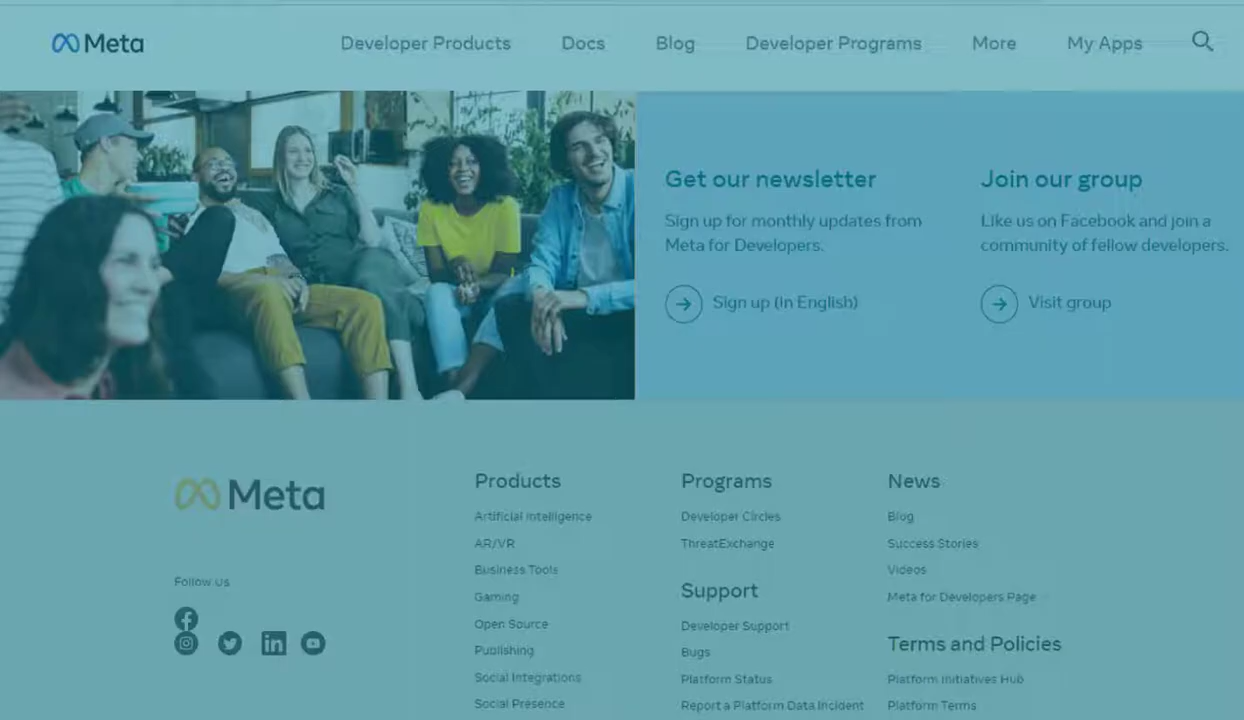 Meta
Developer Products
Docs
Blog
Developer Programs
More
My Apps
Get our newsletter
Sign up for monthly updates from
Meta for Developers.
Sign up (in English)
Join our group
Like us on Facebook and join a
community of fellow developers.
Visit group
Meta
Follow Us
Products
Artificial Intelligence
AR/VR
Business Tools
Gaming
Open Source
Publishing
Social Integrations
Social Presence
Programs
Developer Circles
ThreatExchange
Support
Developer Support
Bugs
Platform Status
Report a Platform Data Incident
News
Blog
Success Stories
Videos
Meta for Developers Page
Terms and Policies
Platform Initiatives Hub
Platform Terms